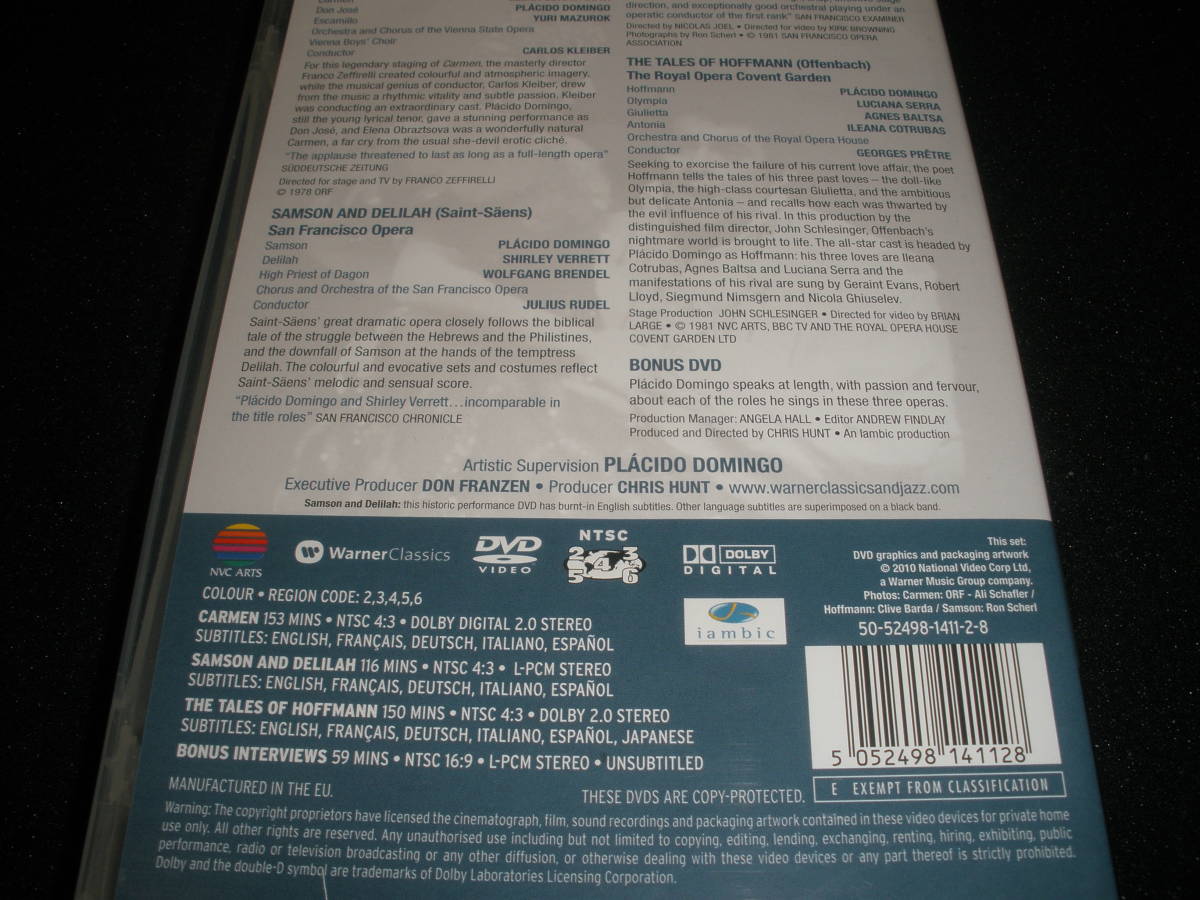 Carmen
Don José PLÁCIDO DOMINGO
Escamillo YURI MAZUROK
Orchestra and Chorus of the Vienna State Opera
Vienna Boys' Choir
Conductor CARLOS KLEIBER
For this legendary staging of Carmen, the masterly director
Franco Zeffirelli created colourful and atmospheric imagery,
while the musical genius of conductor, Carlos Kleiber, drew
from the music a rhythmic vitality and subtle passion. Kleiber
was conducting an extraordinary cast. Plácido Domingo,
still the young lyrical tenor, gave a stunning performance as
Don José, and Elena Obraztsova was a wonderfully natural
Carmen, a far cry from the usual she-devil erotic cliché.
"The applause threatened to last as long as a full-length opera"
SÜDDEUTSCHE ZEITUNG
Directed for stage and TV by FRANCO ZEFFIRELLI
© 1978 ORF
SAMSON AND DELILAH (Saint-Säens)
San Francisco Opera
Samson PLÁCIDO DOMINGO
Delilah SHIRLEY VERRETT
High Priest of Dagon WOLFGANG BRENDEL
Chorus and Orchestra of the San Francisco Opera
Conductor JULIUS RUDEL
Saint-Säens' great dramatic opera closely follows the biblical
tale of the struggle between the Hebrews and the Philistines,
and the downfall of Samson at the hands of the temptress
Delilah. The colourful and evocative sets and costumes reflect
Saint-Säens' melodic and sensual score.
"Plácido Domingo and Shirley Verrett...incomparable in
the title roles" SAN FRANCISCO CHRONICLE
direction, and exceptionally good orchestral playing under an
operatic conductor of the first rank" SAN FRANCISCO EXAMINER
Directed by NICOLAS JOEL • Directed for video by KIRK BROWNING
Photographs by Ron Scherl • © 1981 SAN FRANCISCO OPERA
ASSOCIATION
THE TALES OF HOFFMANN (Offenbach)
The Royal Opera Covent Garden
Hoffmann PLÁCIDO DOMINGO
Olympia LUCIANA SERRA
Giulietta AGNES BALTSA
Antonia ILEANA COTRUBAS
Orchestra and Chorus of the Royal Opera House
Conductor GEORGES PRÊTRE
Seeking to exorcise the failure of his current love affair, the poet
Hoffmann tells the tales of his three past loves – the doll-like
Olympia, the high-class courtesan Giulietta, and the ambitious
but delicate Antonia – and recalls how each was thwarted by
the evil influence of his rival. In this production by the
distinguished film director, John Schlesinger, Offenbach's
nightmare world is brought to life. The all-star cast is headed by
Plácido Domingo as Hoffmann: his three loves are Ileana
Cotrubas, Agnes Baltsa and Luciana Serra and the
manifestations of his rival are sung by Geraint Evans, Robert
Lloyd, Siegmund Nimsgern and Nicola Ghiuselev.
Stage Production JOHN SCHLESINGER • Directed for video by BRIAN
LARGE • © 1981 NVC ARTS, BBC TV AND THE ROYAL OPERA HOUSE
COVENT GARDEN LTD
BONUS DVD
Plácido Domingo speaks at length, with passion and fervour,
about each of the roles he sings in these three operas.
Production Manager: ANGELA HALL • Editor ANDREW FINDLAY
Produced and Directed by CHRIS HUNT • An Iambic production
Artistic Supervision PLÁCIDO DOMINGO
Executive Producer DON FRANZEN • Producer CHRIS HUNT • www.warnerclassicsandjazz.com
Samson and Delilah: this historic performance DVD has burnt-in English subtitles. Other language subtitles are superimposed on a black band.
NVC ARTS
WarnerClassics
DVD
VIDEO
NTSC
2 3 4 5 6
DOLBY
DIGITAL
iambic
This set:
DVD graphics and packaging artwork
© 2010 National Video Corp Ltd,
a Warner Music Group company.
Photos: Carmen: ORF - Ali Schafler /
Hoffmann: Clive Barda / Samson: Ron Scherl
50-52498-1411-2-8
COLOUR • REGION CODE: 2,3,4,5,6
CARMEN 153 MINS • NTSC 4:3 • DOLBY DIGITAL 2.0 STEREO
SUBTITLES: ENGLISH, FRANÇAIS, DEUTSCH, ITALIANO, ESPAÑOL
SAMSON AND DELILAH 116 MINS • NTSC 4:3 • L-PCM STEREO
SUBTITLES: ENGLISH, FRANÇAIS, DEUTSCH, ITALIANO, ESPAÑOL
THE TALES OF HOFFMANN 150 MINS • NTSC 4:3 • DOLBY 2.0 STEREO
SUBTITLES: ENGLISH, FRANÇAIS, DEUTSCH, ITALIANO, ESPAÑOL, JAPANESE
BONUS INTERVIEWS 59 MINS • NTSC 16:9 • L-PCM STEREO • UNSUBTITLED
5 052498 141128
MANUFACTURED IN THE EU.
THESE DVDS ARE COPY-PROTECTED.
E EXEMPT FROM CLASSIFICATION
Warning: The copyright proprietors have licensed the cinematograph, film, sound recordings and packaging artwork contained in these video devices for private home
use only. All other rights are reserved. Any unauthorised use including but not limited to copying, editing, lending, exchanging, renting, hiring, exhibiting, public
performance, radio or television broadcasting or any other diffusion, or otherwise dealing with these video devices or any part thereof is strictly prohibited.
Dolby and the double-D symbol are trademarks of Dolby Laboratories Licensing Corporation.